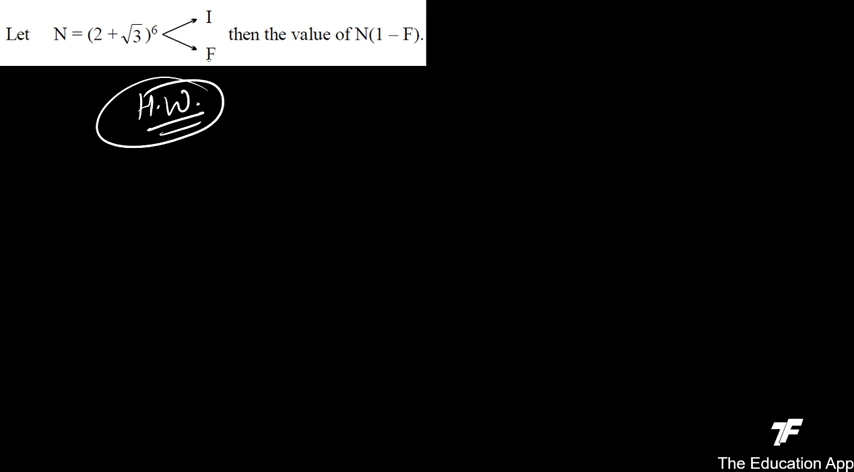 Let N = (2 + √3)⁶ I F then the value of N(1 – F).
H.W.
The Education App